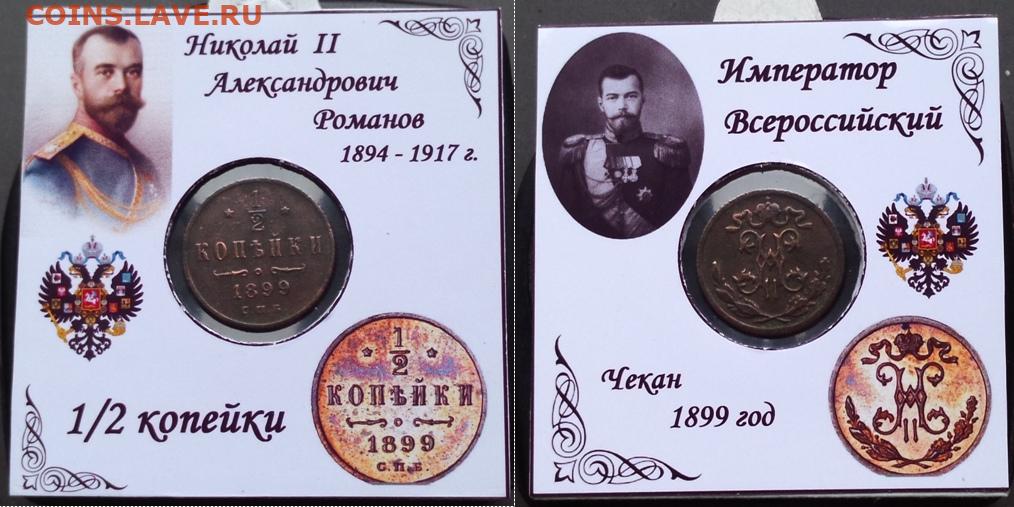 COINS.LAVE.RU
Николай II
Александрович
Романов
1894 - 1917 г.
1/2
КОПѢЙКИ
1899
С.П.Б
1/2 копейки
1/2
КОПѢЙКИ
1899
С.П.Б
Император
Всероссийский
Чекан
1899 год